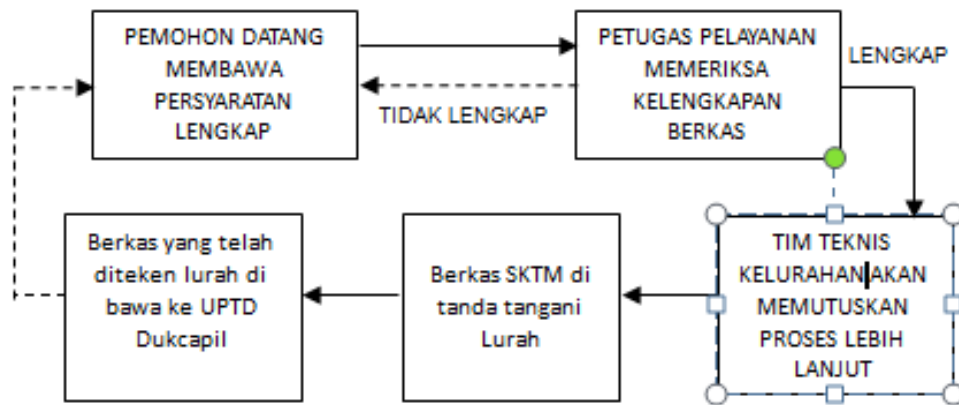 PEMOHON DATANG
MEMBAWA
PERSYARATAN
LENGKAP
TIDAK LENGKAP
PETUGAS PELAYANAN
MEMERIKSA
KELENGKAPAN
BERKAS
LENGKAP
TIM TEKNIS
KELURAHAN AKAN
MEMUTUSKAN
PROSES LEBIH
LANJUT
Berkas SKTM di
tanda tangani
Lurah
Berkas yang telah
diteken lurah di
bawa ke UPTD
Dukcapil